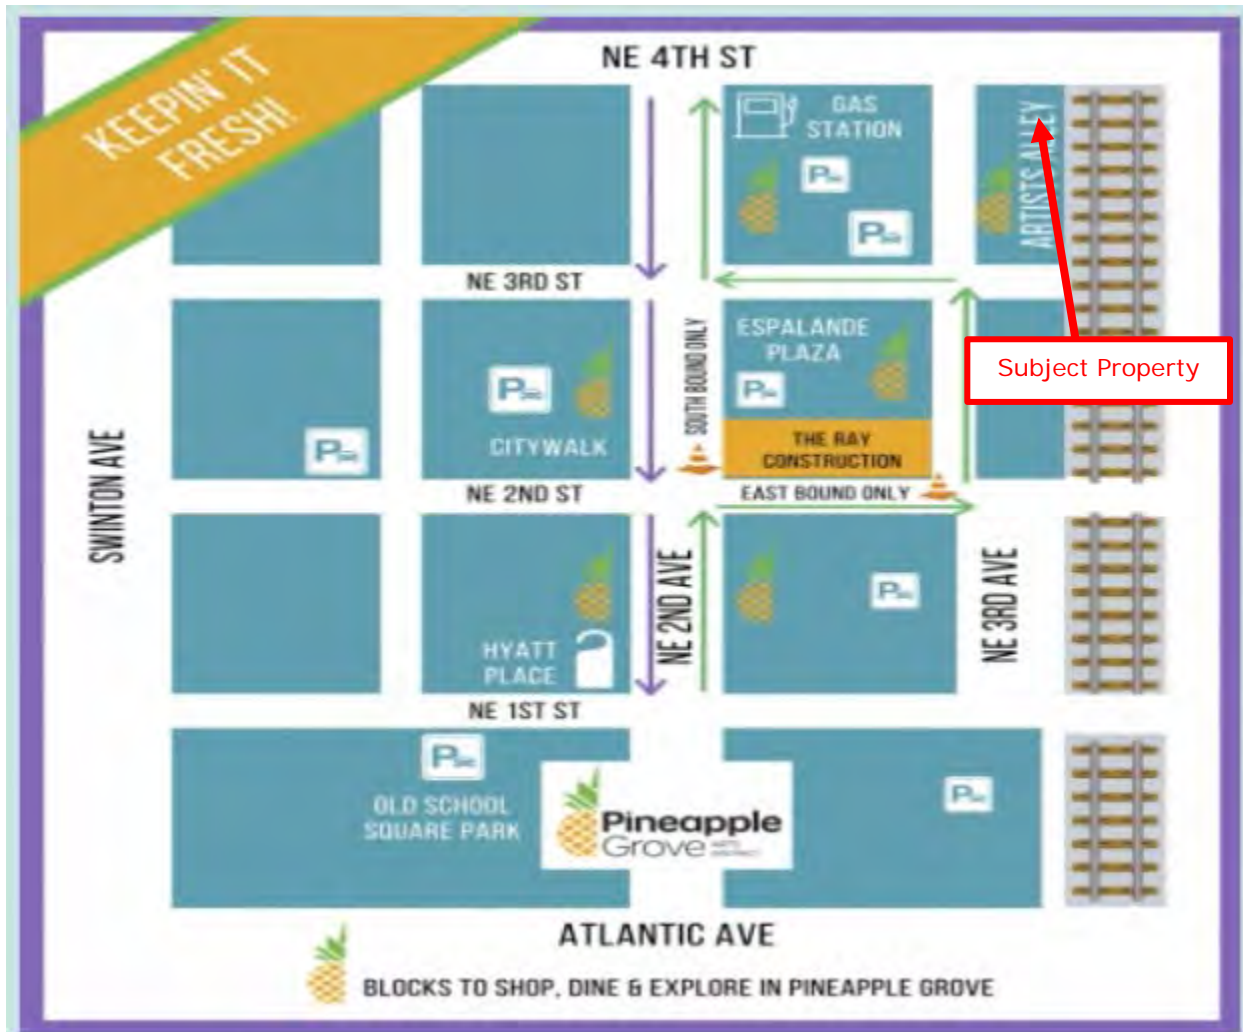 KEEPIN' IT
FRESH!
NE 4TH ST
GAS
STATION
P
P
ARTISTS ALLEY
NE 3RD ST
SOUTH BOUND ONLY
ESPALANDE
PLAZA
P
Subject Property
P
CITYWALK
P
THE RAY
CONSTRUCTION
SWINTON AVE
NE 2ND ST
EAST BOUND ONLY
NE 2ND AVE
P
NE 3RD AVE
HYATT
PLACE
NE 1ST ST
P
OLD SCHOOL
SQUARE PARK
P
Pineapple
Grove
ATLANTIC AVE
BLOCKS TO SHOP, DINE & EXPLORE IN PINEAPPLE GROVE